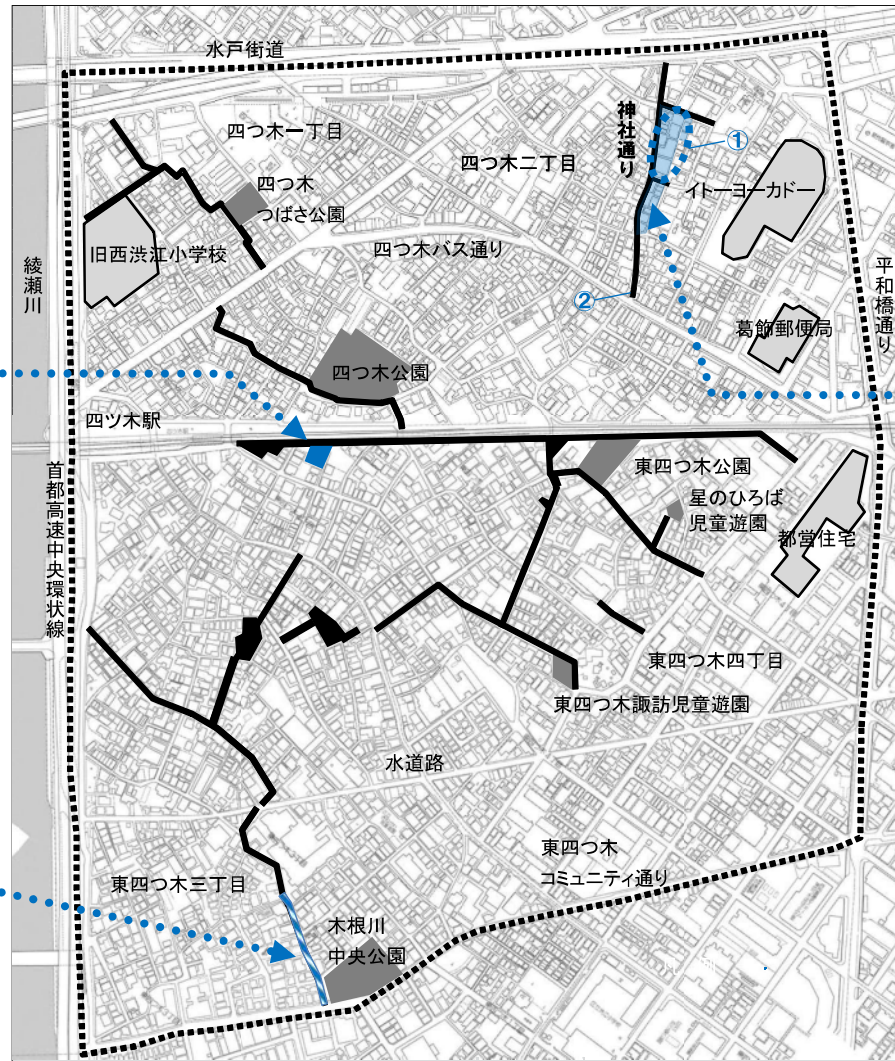 水戸街道
四つ木一丁目
四つ木
つばさ公園
旧西渋江小学校
四つ木バス通り
四つ木二丁目
神社通り
①
イトーヨーカドー
②
葛飾郵便局
平和橋通り
綾瀬川
四つ木公園
四ツ木駅
首都高速中央環状線
東四つ木公園
星のひろば
児童遊園
都営住宅
東四つ木四丁目
東四つ木諏訪児童遊園
水道路
東四つ木
コミュニティ通り
東四つ木三丁目
木根川
中央公園